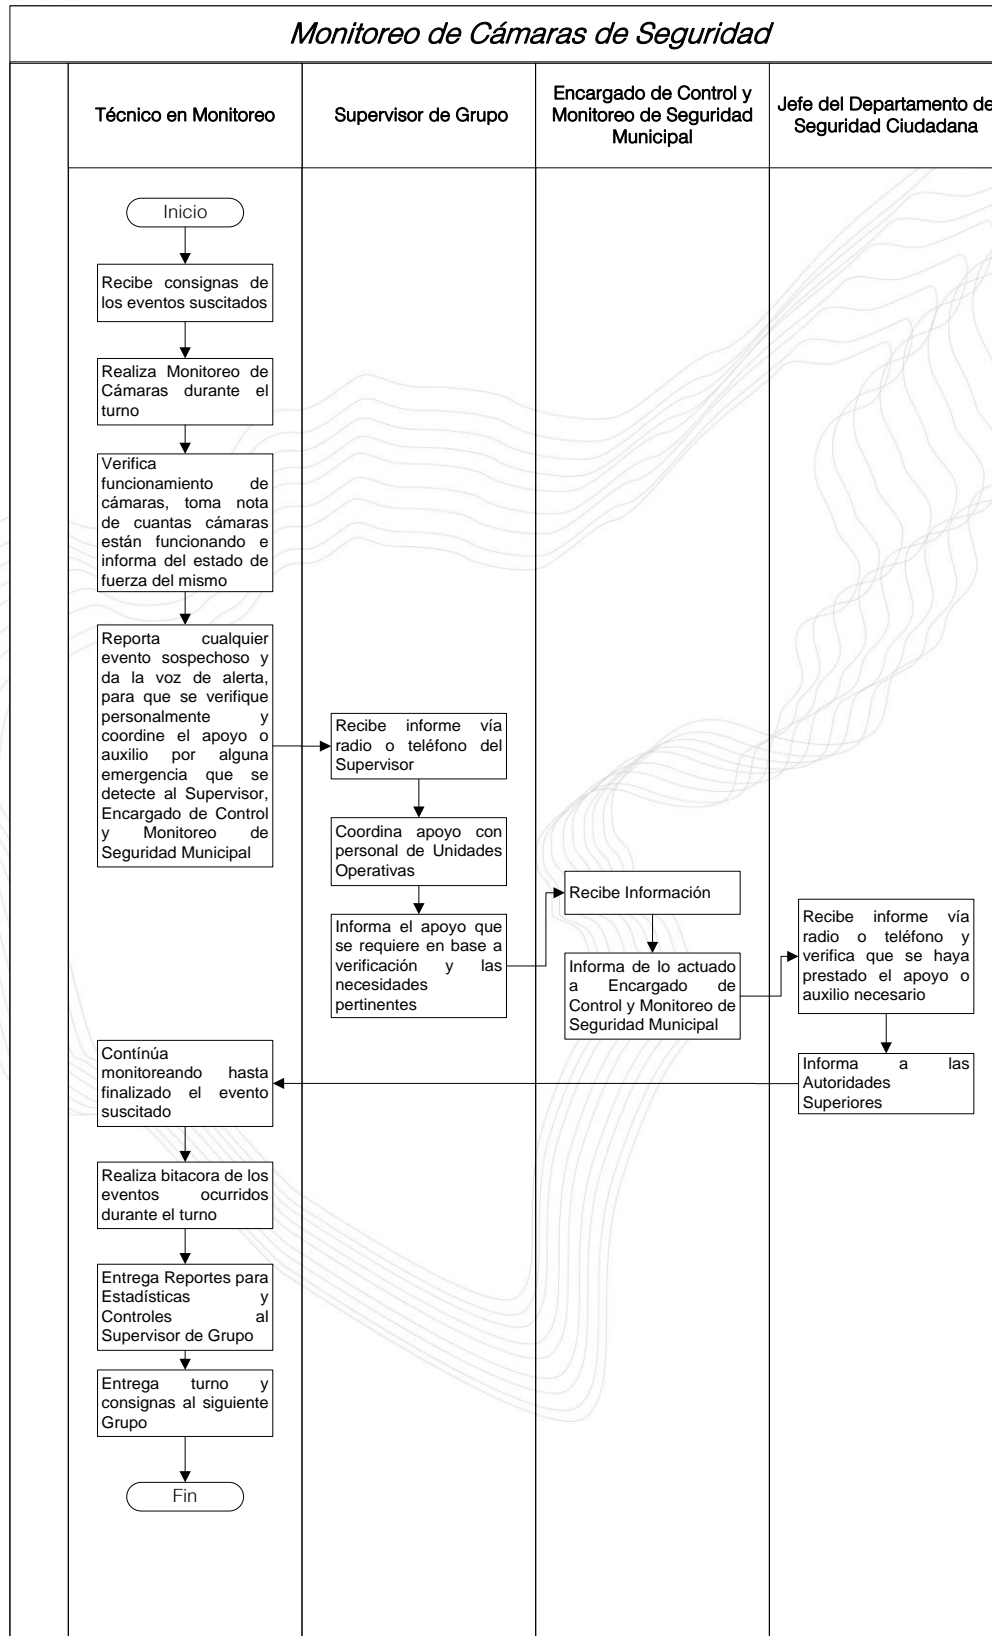 Monitoreo de Cámaras de Seguridad
Técnico en Monitoreo
Supervisor de Grupo
Encargado de Control y
Monitoreo de Seguridad
Municipal
Jefe del Departamento de
Seguridad Ciudadana
Inicio
Recibe consignas de
los eventos suscitados
Realiza Monitoreo de
Cámaras durante el
turno
Verifica
funcionamiento de
cámaras, toma nota
de cuantas cámaras
están funcionando e
informa del estado de
fuerza del mismo
Reporta cualquier
evento sospechoso y
da la voz de alerta,
para que se verifique
personalmente y
coordine el apoyo o
auxilio por alguna
emergencia que se
detecte al Supervisor,
Encargado de Control
y Monitoreo de
Seguridad Municipal
Recibe informe vía
radio o teléfono del
Supervisor
Coordina apoyo con
personal de Unidades
Operativas
Informa el apoyo que
se requiere en base a
verificación y las
necesidades
pertinentes
Recibe Información
Informa de lo actuado
a Encargado de
Control y Monitoreo de
Seguridad Municipal
Recibe informe vía
radio o teléfono y
verifica que se haya
prestado el apoyo o
auxilio necesario
Informa a las
Autoridades
Superiores
Contínúa
monitoreando hasta
finalizado el evento
suscitado
Realiza bitacora de los
eventos ocurridos
durante el turno
Entrega Reportes para
Estadísticas y
Controles al
Supervisor de Grupo
Entrega turno y
consignas al siguiente
Grupo
Fin